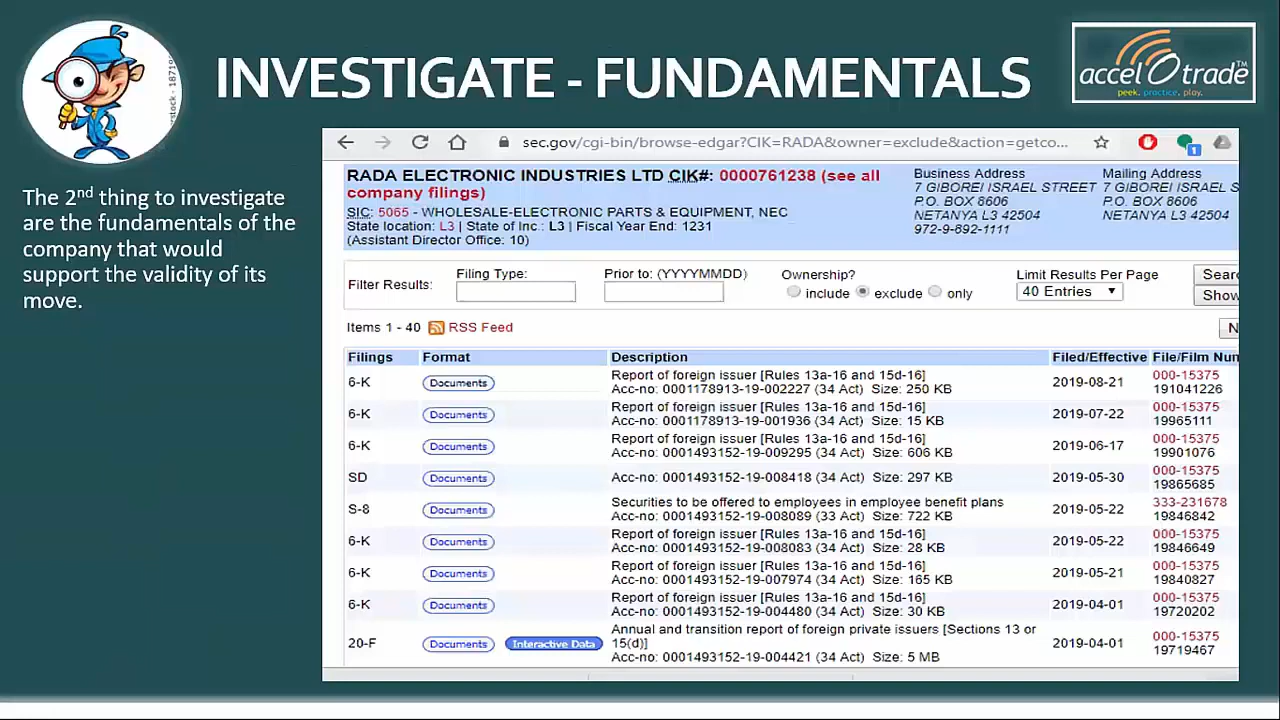 INVESTIGATE - FUNDAMENTALS
accelOtrade™
peek. practice. play.
The 2nd thing to investigate
are the fundamentals of the
company that would
support the validity of its
move.
sec.gov/cgi-bin/browse-edgar?CIK=RADA&owner=exclude&action=getco...
1
RADA ELECTRONIC INDUSTRIES LTD CIK#: 0000761238 (see all
company filings)
SIC: 5065 - WHOLESALE-ELECTRONIC PARTS & EQUIPMENT, NEC
State location: L3 | State of Inc.: L3 | Fiscal Year End: 1231
(Assistant Director Office: 10)
Business Address
7 GIBOREI ISRAEL STREET
P.O. BOX 8606
NETANYA L3 42504
972-9-892-1111
Mailing Address
7 GIBOREI ISRAEL S
P.O. BOX 8606
NETANYA L3 42504
Filter Results:
Filing Type:
Prior to: (YYYYMMDD)
Ownership?
include exclude only
Limit Results Per Page
40 Entries
Searc
Show
Items 1 - 40 RSS Feed
N
Filings Format Description Filed/Effective File/Film Num
6-K Documents Report of foreign issuer [Rules 13a-16 and 15d-16] 2019-08-21 000-15375
Acc-no: 0001178913-19-002227 (34 Act) Size: 250 KB 191041226
6-K Documents Report of foreign issuer [Rules 13a-16 and 15d-16] 2019-07-22 000-15375
Acc-no: 0001178913-19-001936 (34 Act) Size: 15 KB 19965111
6-K Documents Report of foreign issuer [Rules 13a-16 and 15d-16] 2019-06-17 000-15375
Acc-no: 0001493152-19-009295 (34 Act) Size: 606 KB 19901076
SD Documents Acc-no: 0001493152-19-008418 (34 Act) Size: 297 KB 2019-05-30 000-15375
19865685
S-8 Documents Securities to be offered to employees in employee benefit plans 2019-05-22 333-231678
Acc-no: 0001493152-19-008089 (33 Act) Size: 722 KB 19846842
6-K Documents Report of foreign issuer [Rules 13a-16 and 15d-16] 2019-05-22 000-15375
Acc-no: 0001493152-19-008083 (34 Act) Size: 28 KB 19846649
6-K Documents Report of foreign issuer [Rules 13a-16 and 15d-16] 2019-05-21 000-15375
Acc-no: 0001493152-19-007974 (34 Act) Size: 165 KB 19840827
6-K Documents Report of foreign issuer [Rules 13a-16 and 15d-16] 2019-04-01 000-15375
Acc-no: 0001493152-19-004480 (34 Act) Size: 30 KB 19720202
20-F Documents Interactive Data Annual and transition report of foreign private issuers [Sections 13 or 2019-04-01 000-15375
15(d)] 19719467
Acc-no: 0001493152-19-004421 (34 Act) Size: 5 MB